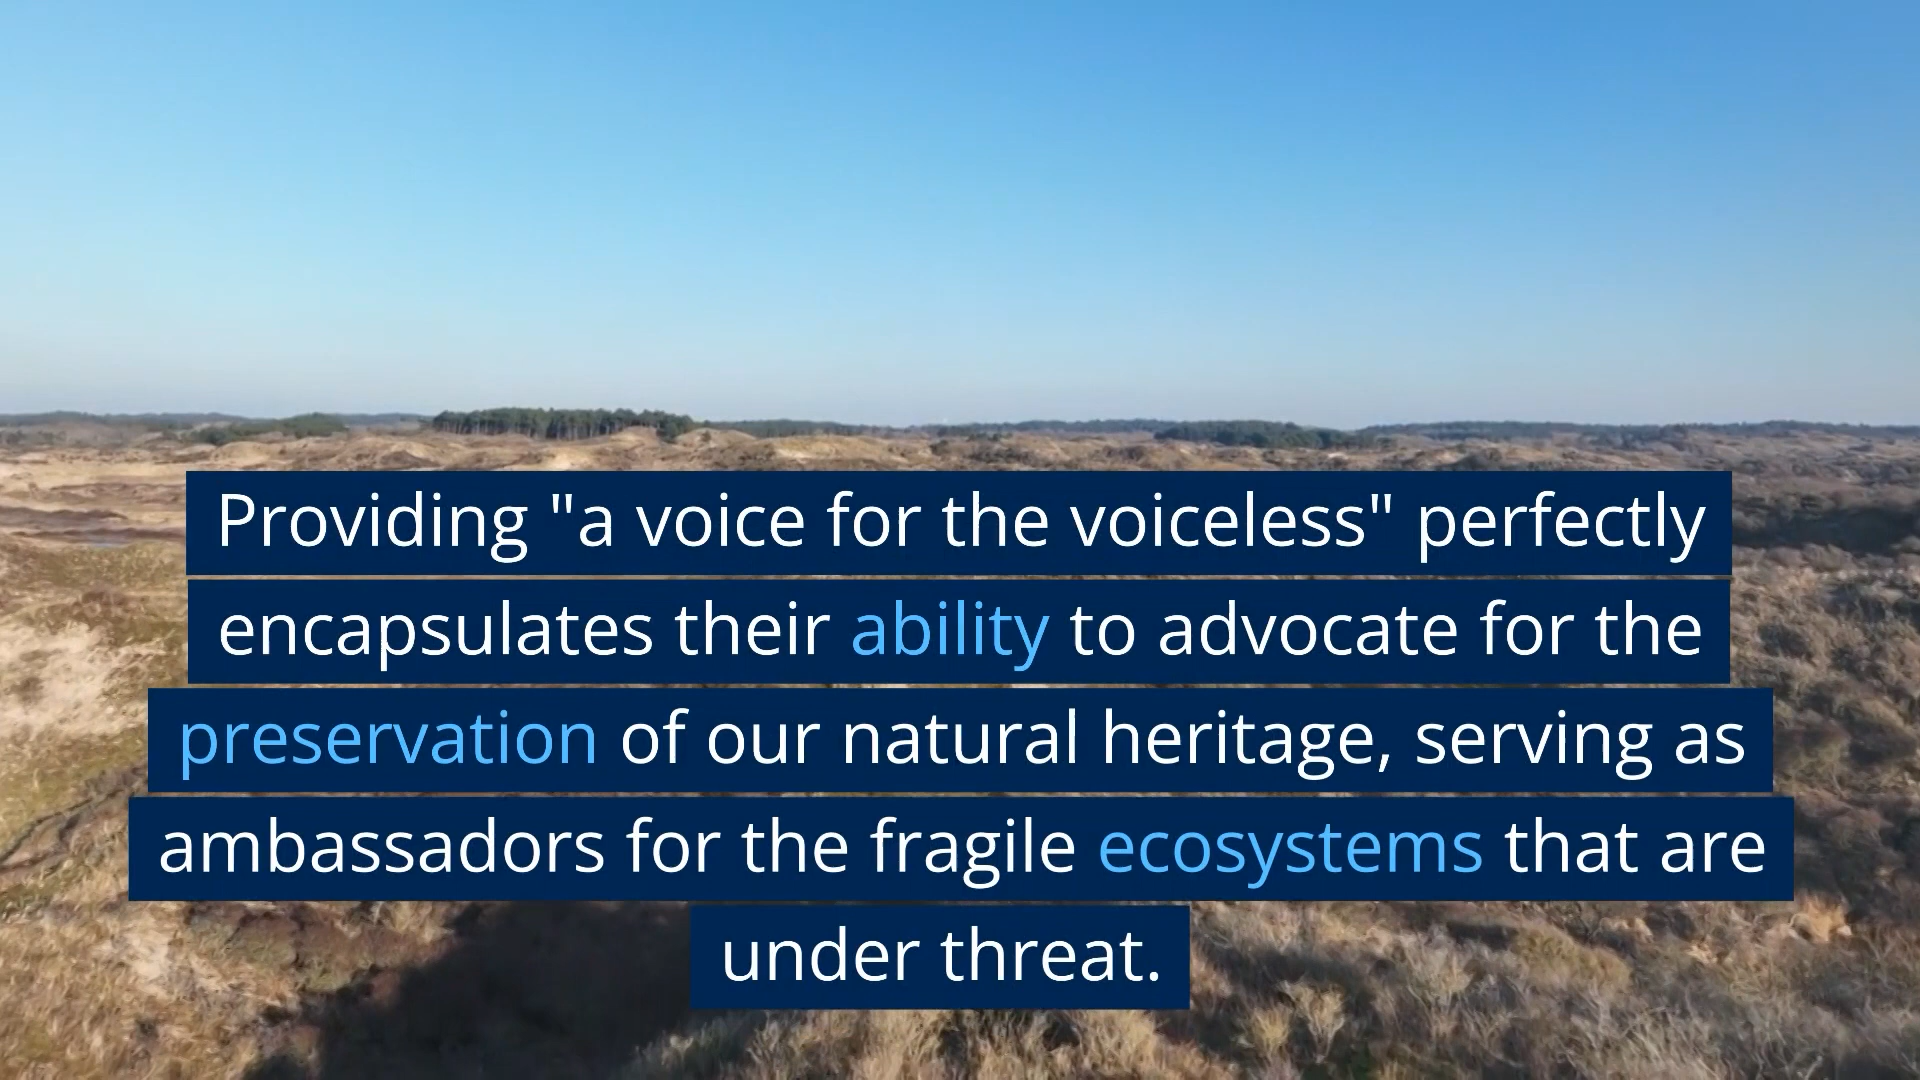 Providing "a voice for the voiceless" perfectly
encapsulates their ability to advocate for the
preservation of our natural heritage, serving as
ambassadors for the fragile ecosystems that are
under threat.